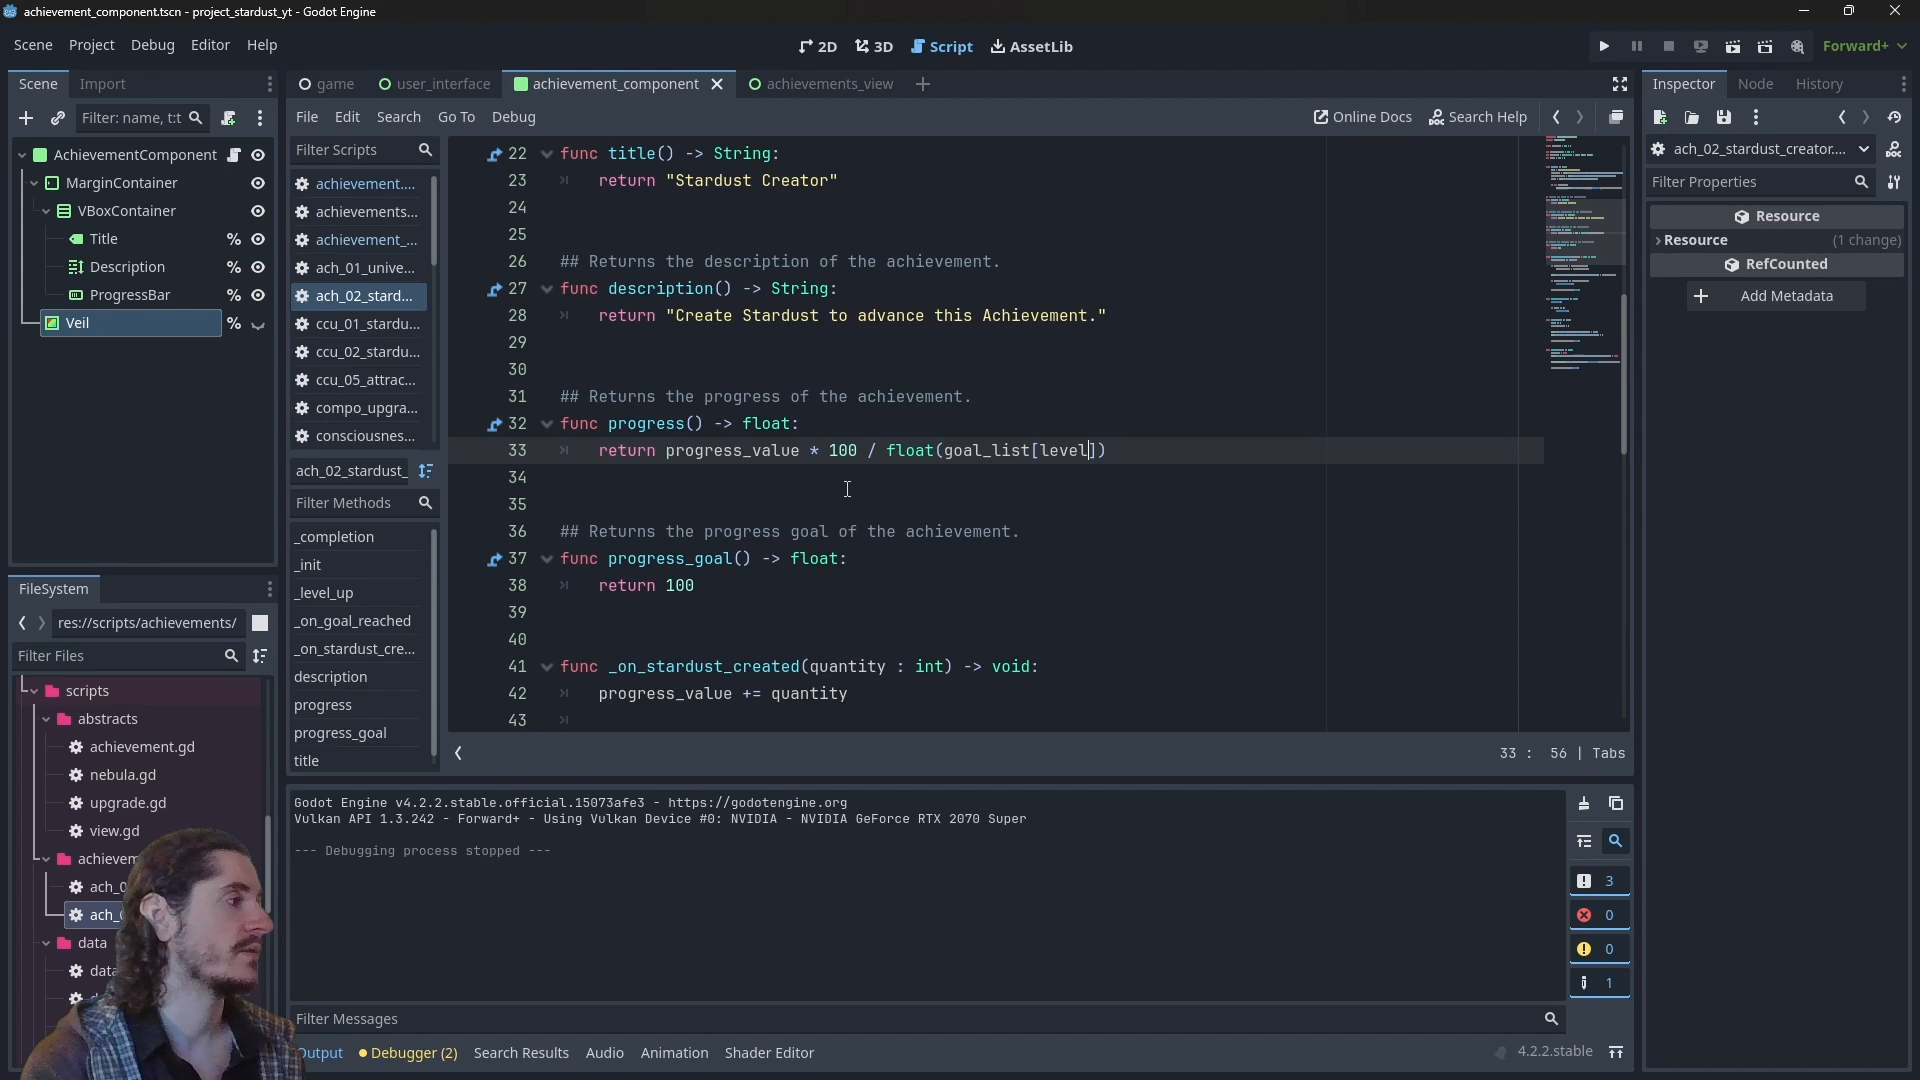 achievement_component.tscn - project_stardust_yt - Godot Engine
Scene Project Debug Editor Help
2D 3D Script AssetLib
Forward+
Scene Import
game user_interface achievement_component achievements_view
Inspector Node History
Filter: name, t:t
File Edit Search Go To Debug
Online Docs Search Help
AchievementComponent
MarginContainer
VBoxContainer
Title
Description
ProgressBar
Veil
Filter Scripts
achievement....
achievements...
achievement_...
ach_01_unive...
ach_02_stard...
ccu_01_stardu...
ccu_02_stardu...
ccu_05_attrac...
compo_upgra...
consciousnes...
ach_02_stardust_
Filter Methods
_completion
_init
_level_up
_on_goal_reached
_on_stardust_cre...
description
progress
progress_goal
title
22 func title() -> String:
23 return "Stardust Creator"
24
25
26 ## Returns the description of the achievement.
27 func description() -> String:
28 return "Create Stardust to advance this Achievement."
29
30
31 ## Returns the progress of the achievement.
32 func progress() -> float:
33 return progress_value * 100 / float(goal_list[level])
34
35
36 ## Returns the progress goal of the achievement.
37 func progress_goal() -> float:
38 return 100
39
40
41 func _on_stardust_created(quantity : int) -> void:
42 progress_value += quantity
43
33 : 56 | Tabs
ach_02_stardust_creator....
Filter Properties
Resource
Resource (1 change)
RefCounted
Add Metadata
FileSystem
res://scripts/achievements/
Filter Files
scripts
abstracts
achievement.gd
nebula.gd
upgrade.gd
view.gd
achievem
ach_0
ach_
data
data
Godot Engine v4.2.2.stable.official.15073afe3 - https://godotengine.org
Vulkan API 1.3.242 - Forward+ - Using Vulkan Device #0: NVIDIA - NVIDIA GeForce RTX 2070 Super
--- Debugging process stopped ---
3
0
0
1
Filter Messages
Output Debugger (2) Search Results Audio Animation Shader Editor
4.2.2.stable